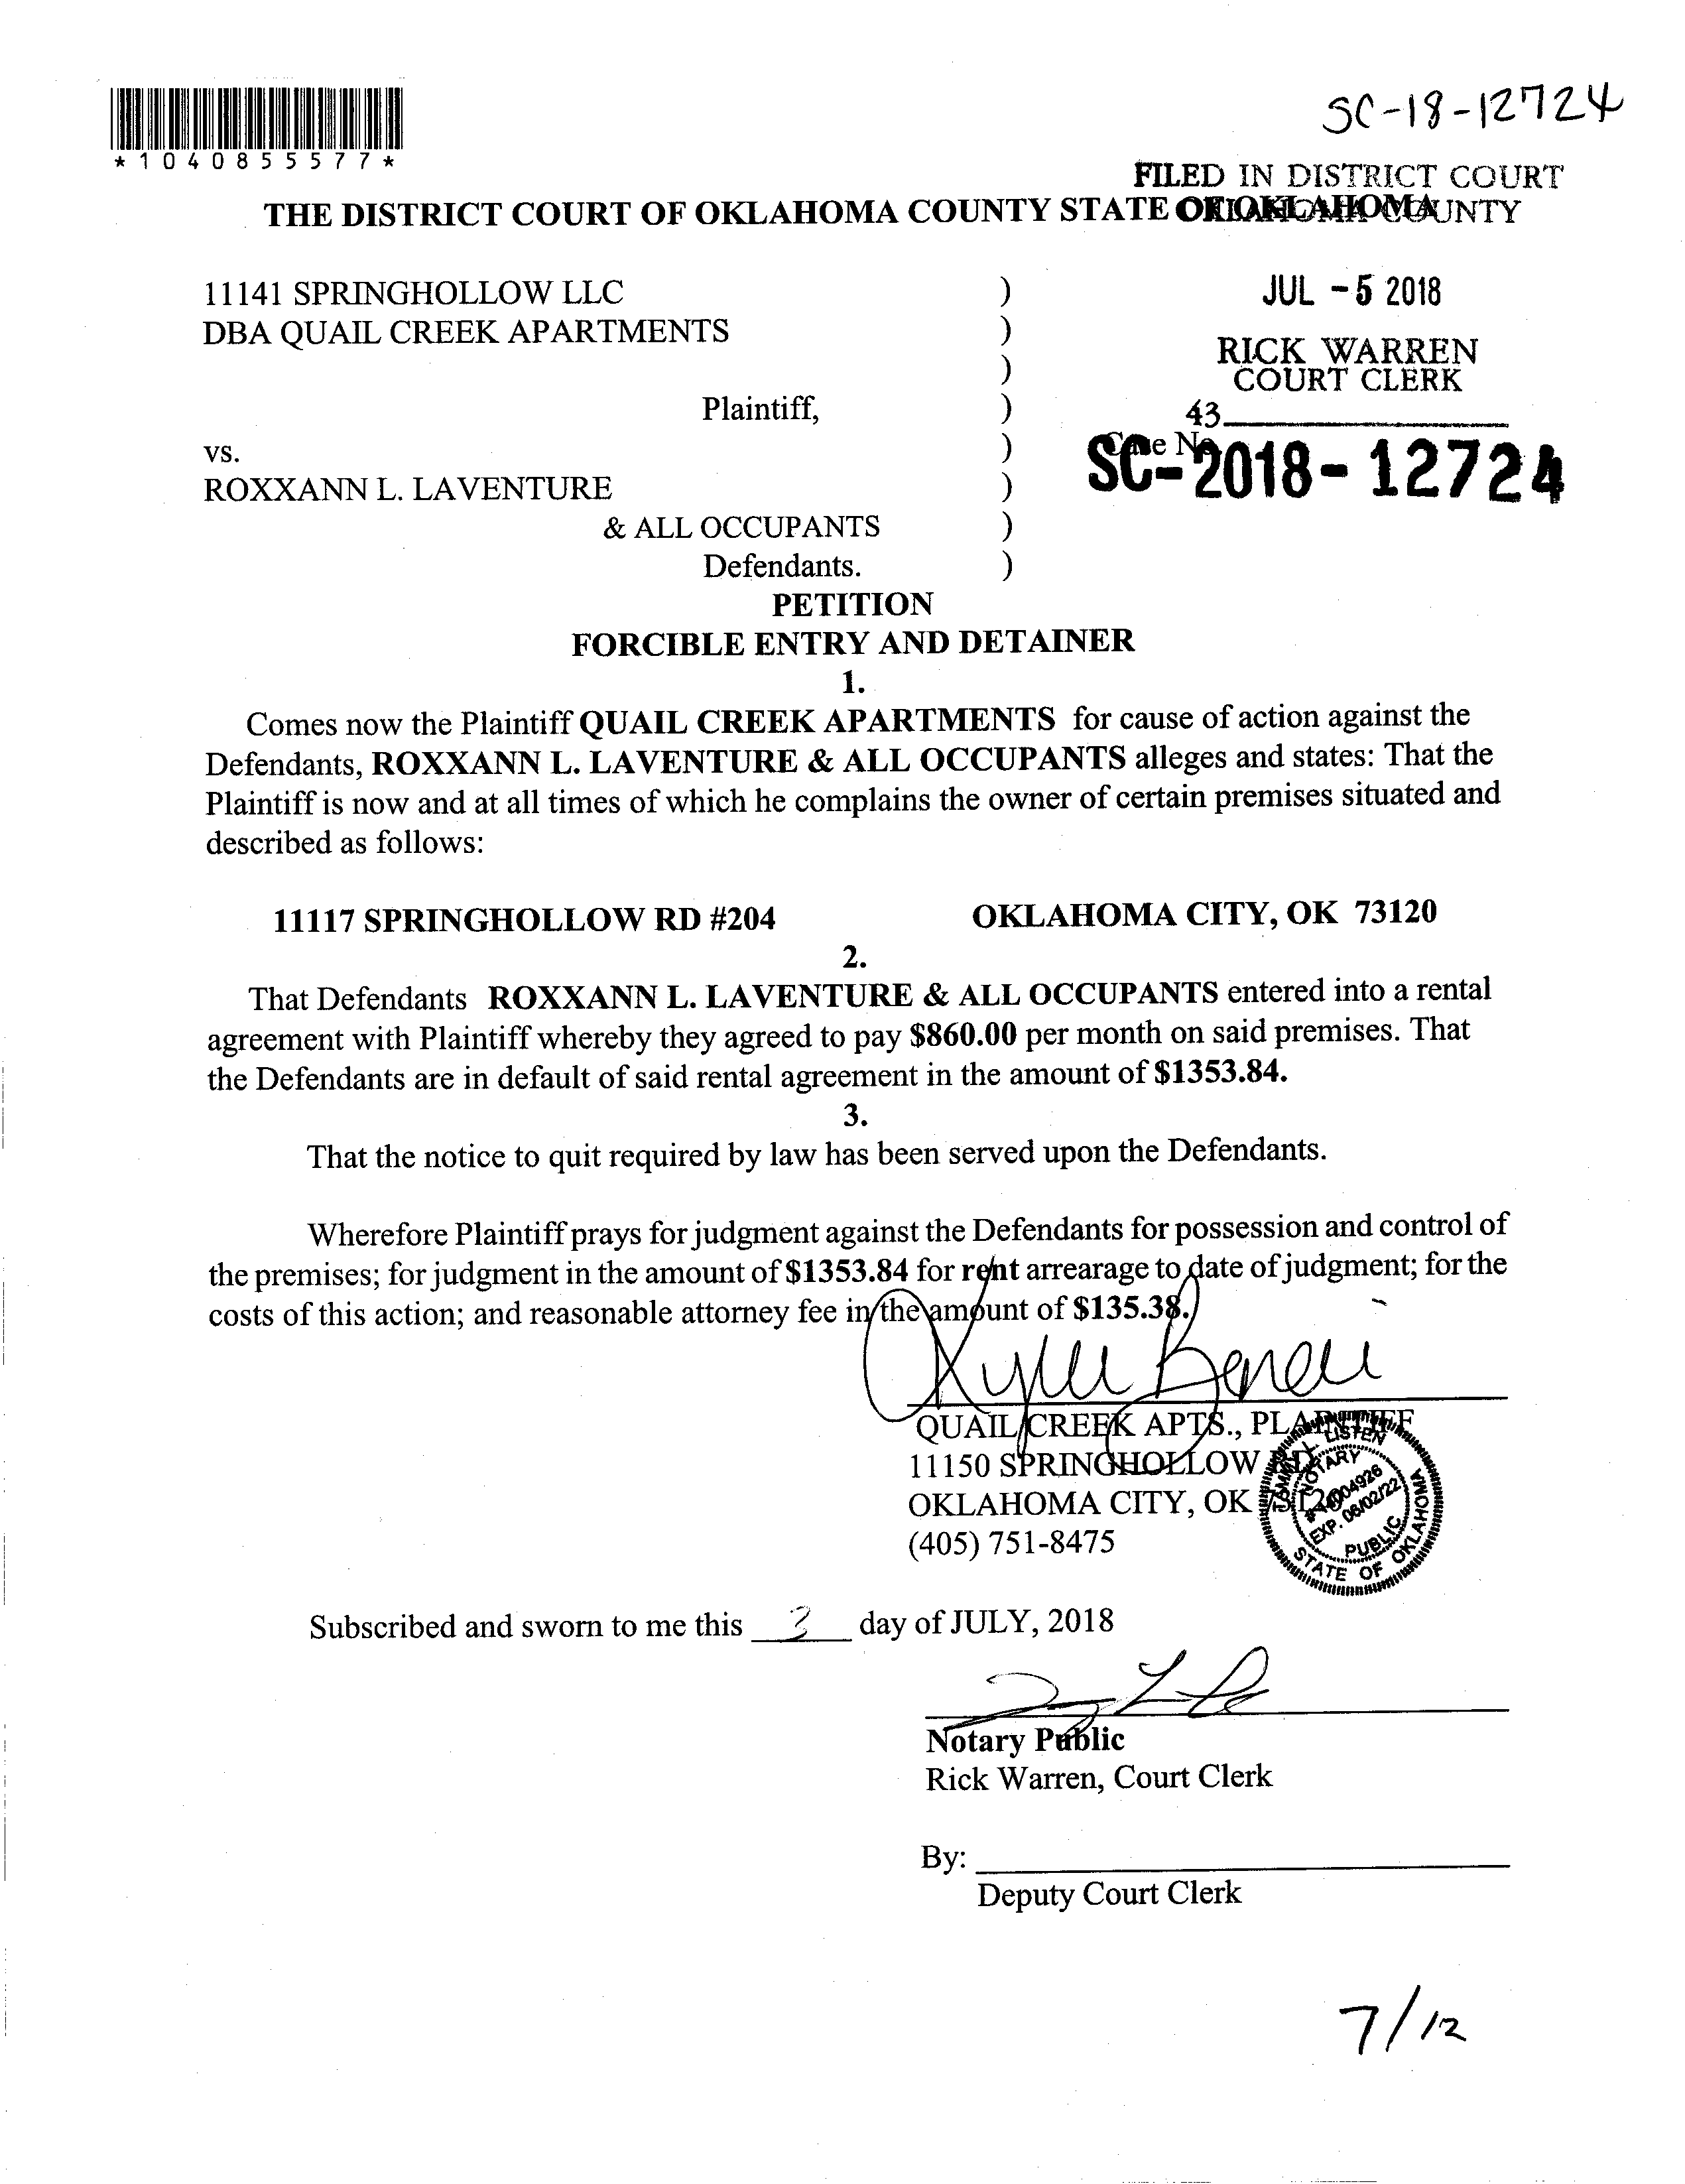 SC-18-12724
*1040855577*
FILED IN DISTRICT COURT
OKLAHOMA COUNTY
THE DISTRICT COURT OF OKLAHOMA COUNTY STATE OF OKLAHOMA
11141 SPRINGHOLLOW LLC )
DBA QUAIL CREEK APARTMENTS )
)
Plaintiff, )
vs. )
ROXXANN L. LAVENTURE )
& ALL OCCUPANTS )
Defendants. )
JUL -5 2018
RICK WARREN
COURT CLERK
43
Case No
SC-2018-12724
PETITION
FORCIBLE ENTRY AND DETAINER
1.
Comes now the Plaintiff QUAIL CREEK APARTMENTS for cause of action against the
Defendants, ROXXANN L. LAVENTURE & ALL OCCUPANTS alleges and states: That the
Plaintiff is now and at all times of which he complains the owner of certain premises situated and
described as follows:
11117 SPRINGHOLLOW RD #204 OKLAHOMA CITY, OK 73120
2.
That Defendants ROXXANN L. LAVENTURE & ALL OCCUPANTS entered into a rental
agreement with Plaintiff whereby they agreed to pay $860.00 per month on said premises. That
the Defendants are in default of said rental agreement in the amount of $1353.84.
3.
That the notice to quit required by law has been served upon the Defendants.
Wherefore Plaintiff prays for judgment against the Defendants for possession and control of
the premises; for judgment in the amount of $1353.84 for rent arrearage to date of judgment; for the
costs of this action; and reasonable attorney fee in the amount of $135.38.
QUAIL CREEK APTS., PLAINTIFF
11150 SPRINGHOLLOW RD
OKLAHOMA CITY, OK 73120
(405) 751-8475
NOTARY
EXP. 06/02/22
PUBLIC
STATE OF OKLAHOMA
Subscribed and sworn to me this 3 day of JULY, 2018
Notary Public
Rick Warren, Court Clerk
By:
Deputy Court Clerk
7/12